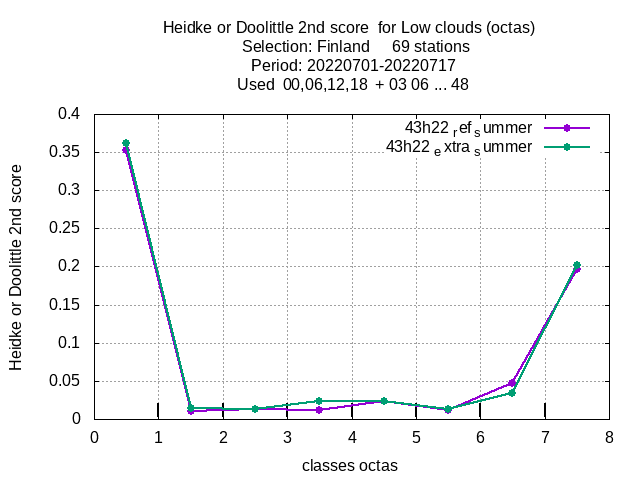 Heidke or Doolittle 2nd score  for Low clouds (octas)
Selection: Finland     69 stations
Period: 20220701-20220717
Used  00,06,12,18  + 03 06 ... 48
43h22 ref summer
43h22 extra summer
Heidke or Doolittle 2nd score
0.4
0.35
0.3
0.25
0.2
0.15
0.1
0.05
0
0 1 2 3 4 5 6 7 8
classes octas